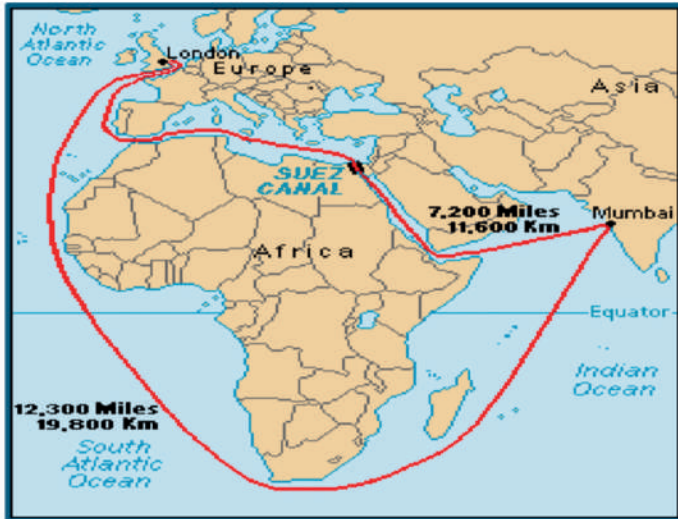 North
Atlantic
Ocean
London
Europe
Asia
SUEZ
CANAL
7,200 Miles
11,600 Km
Mumbai
Africa
Equator
Indian
Ocean
12,300 Miles
19,800 Km
South
Atlantic
Ocean